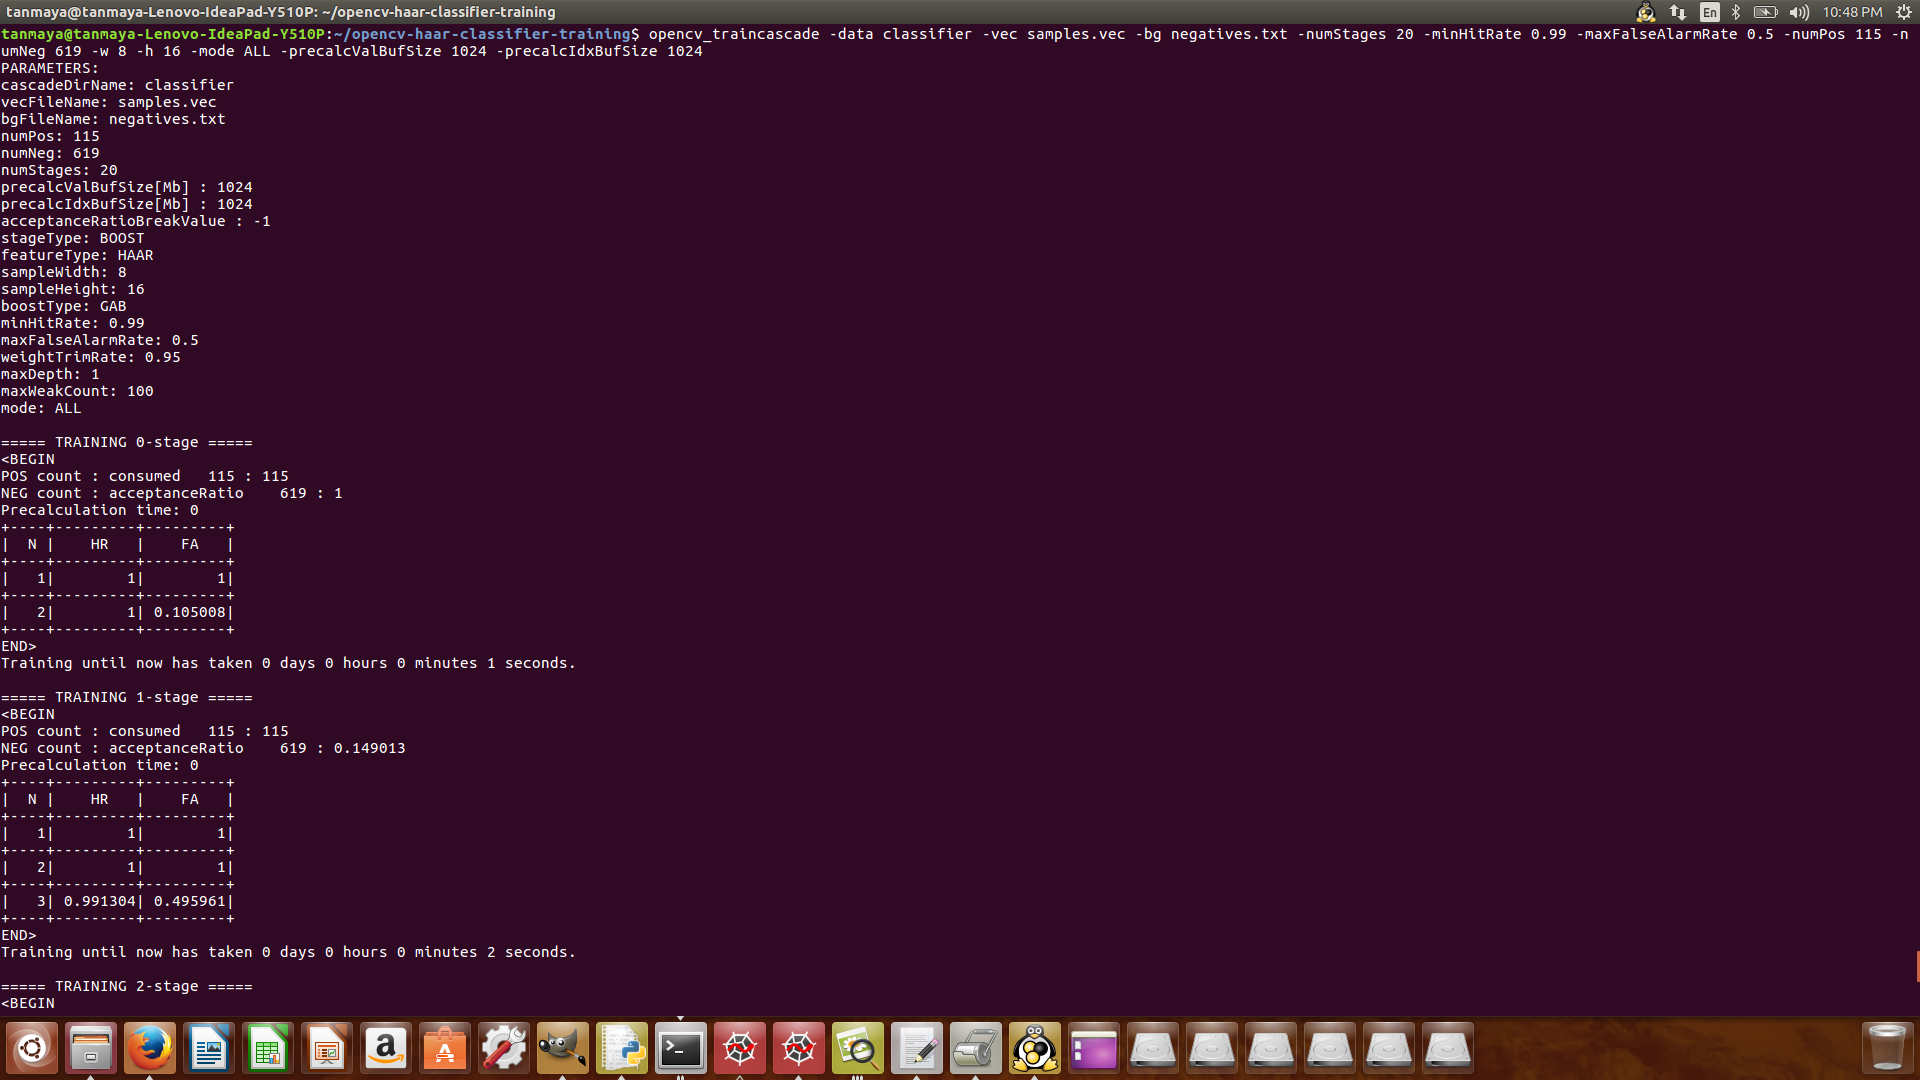 tanmaya@tanmaya-Lenovo-IdeaPad-Y510P: ~/opencv-haar-classifier-training
En
10:48 PM
tanmaya@tanmaya-Lenovo-IdeaPad-Y510P:~/opencv-haar-classifier-training$ opencv_traincascade -data classifier -vec samples.vec -bg negatives.txt -numStages 20 -minHitRate 0.99 -maxFalseAlarmRate 0.5 -numPos 115 -n
umNeg 619 -w 8 -h 16 -mode ALL -precalcValBufSize 1024 -precalcIdxBufSize 1024
PARAMETERS:
cascadeDirName: classifier
vecFileName: samples.vec
bgFileName: negatives.txt
numPos: 115
numNeg: 619
numStages: 20
precalcValBufSize[Mb] : 1024
precalcIdxBufSize[Mb] : 1024
acceptanceRatioBreakValue : -1
stageType: BOOST
featureType: HAAR
sampleWidth: 8
sampleHeight: 16
boostType: GAB
minHitRate: 0.99
maxFalseAlarmRate: 0.5
weightTrimRate: 0.95
maxDepth: 1
maxWeakCount: 100
mode: ALL
===== TRAINING 0-stage =====
<BEGIN
POS count : consumed   115 : 115
NEG count : acceptanceRatio    619 : 1
Precalculation time: 0
+----+---------+---------+
|  N |    HR   |    FA   |
+----+---------+---------+
|   1|        1|        1|
+----+---------+---------+
|   2|        1| 0.105008|
+----+---------+---------+
END>
Training until now has taken 0 days 0 hours 0 minutes 1 seconds.
===== TRAINING 1-stage =====
<BEGIN
POS count : consumed   115 : 115
NEG count : acceptanceRatio    619 : 0.149013
Precalculation time: 0
+----+---------+---------+
|  N |    HR   |    FA   |
+----+---------+---------+
|   1|        1|        1|
+----+---------+---------+
|   2|        1|        1|
+----+---------+---------+
|   3| 0.991304| 0.495961|
+----+---------+---------+
END>
Training until now has taken 0 days 0 hours 0 minutes 2 seconds.
===== TRAINING 2-stage =====
<BEGIN